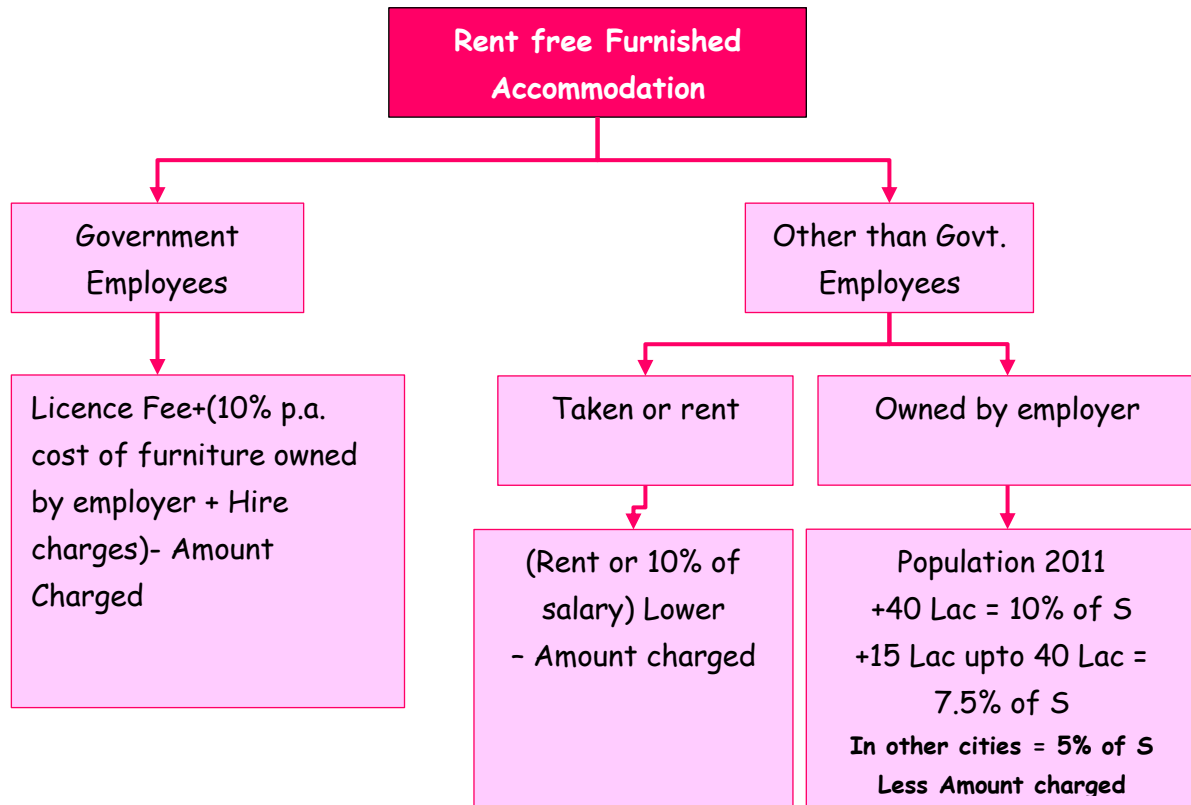 Rent free Furnished
Accommodation
Government
Employees
Other than Govt.
Employees
Licence Fee+(10% p.a.
cost of furniture owned
by employer + Hire
charges)- Amount
Charged
Taken or rent
Owned by employer
(Rent or 10% of
salary) Lower
– Amount charged
Population 2011
+40 Lac = 10% of S
+15 Lac upto 40 Lac =
7.5% of S
In other cities = 5% of S
Less Amount charged